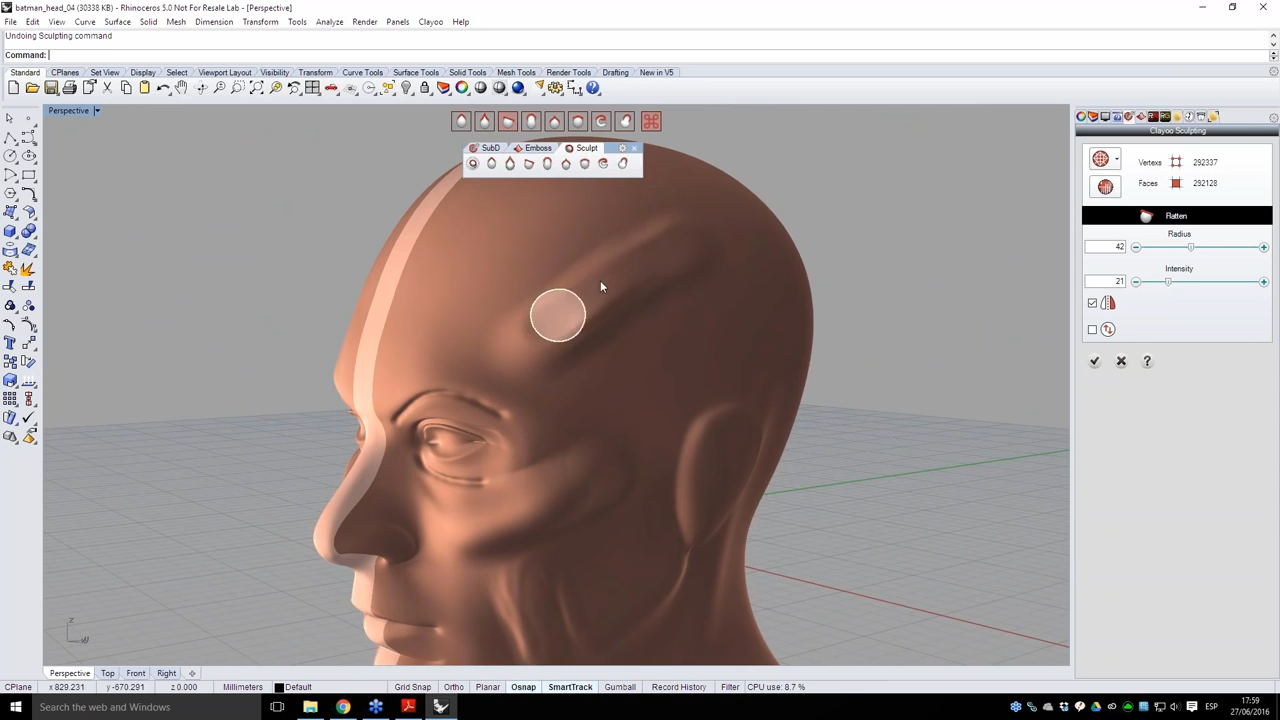 batman_head_04 (30338 KB) - Rhinoceros 5.0 Not For Resale Lab - [Perspective]
File Edit View Curve Surface Solid Mesh Dimension Transform Tools Analyze Render Panels Clayoo Help
Undoing Sculpting command
Command:
Standard CPlanes Set View Display Select Viewport Layout Visibility Transform Curve Tools Surface Tools Solid Tools Mesh Tools Render Tools Drafting New in V5
Perspective
SubD Emboss Sculpt
Clayoo Sculpting
Vertexs 292337
Faces 292128
Flatten
Radius
42
Intensity
21
z
Perspective Top Front Right
CPlane x 829.231 y -670.291 z 0.000 Millimeters Default Grid Snap Ortho Planar Osnap SmartTrack Gumball Record History Filter CPU use: 8.7 %
Search the web and Windows
ESP
17:59
27/06/2016